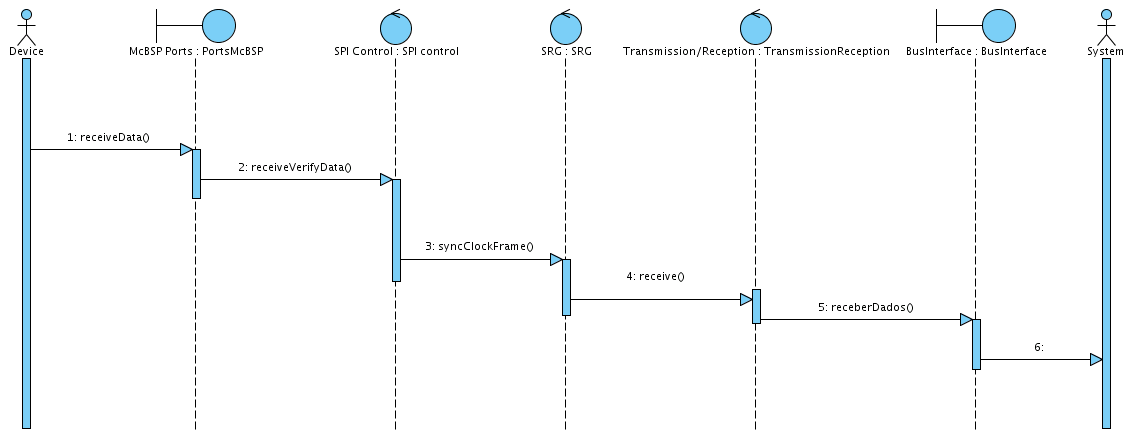 Device
McBSP Ports : PortsMcBSP
SPI Control : SPI control
SRG : SRG
Transmission/Reception : TransmissionReception
BusInterface : BusInterface
System
1: receiveData()
2: receiveVerifyData()
3: syncClockFrame()
4: receive()
5: receberDados()
6: